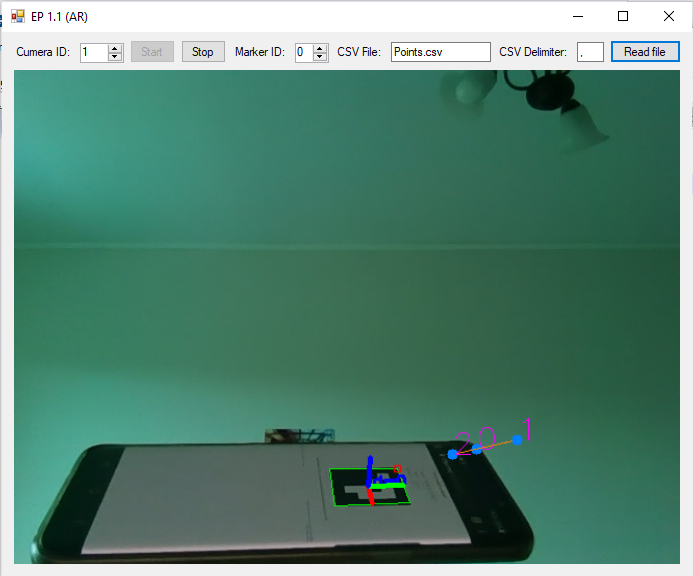 EP 1.1 (AR)
Cumera ID: 1 Start Stop Marker ID: 0 CSV File: Points.csv CSV Delimiter: , Read file
2 0 1